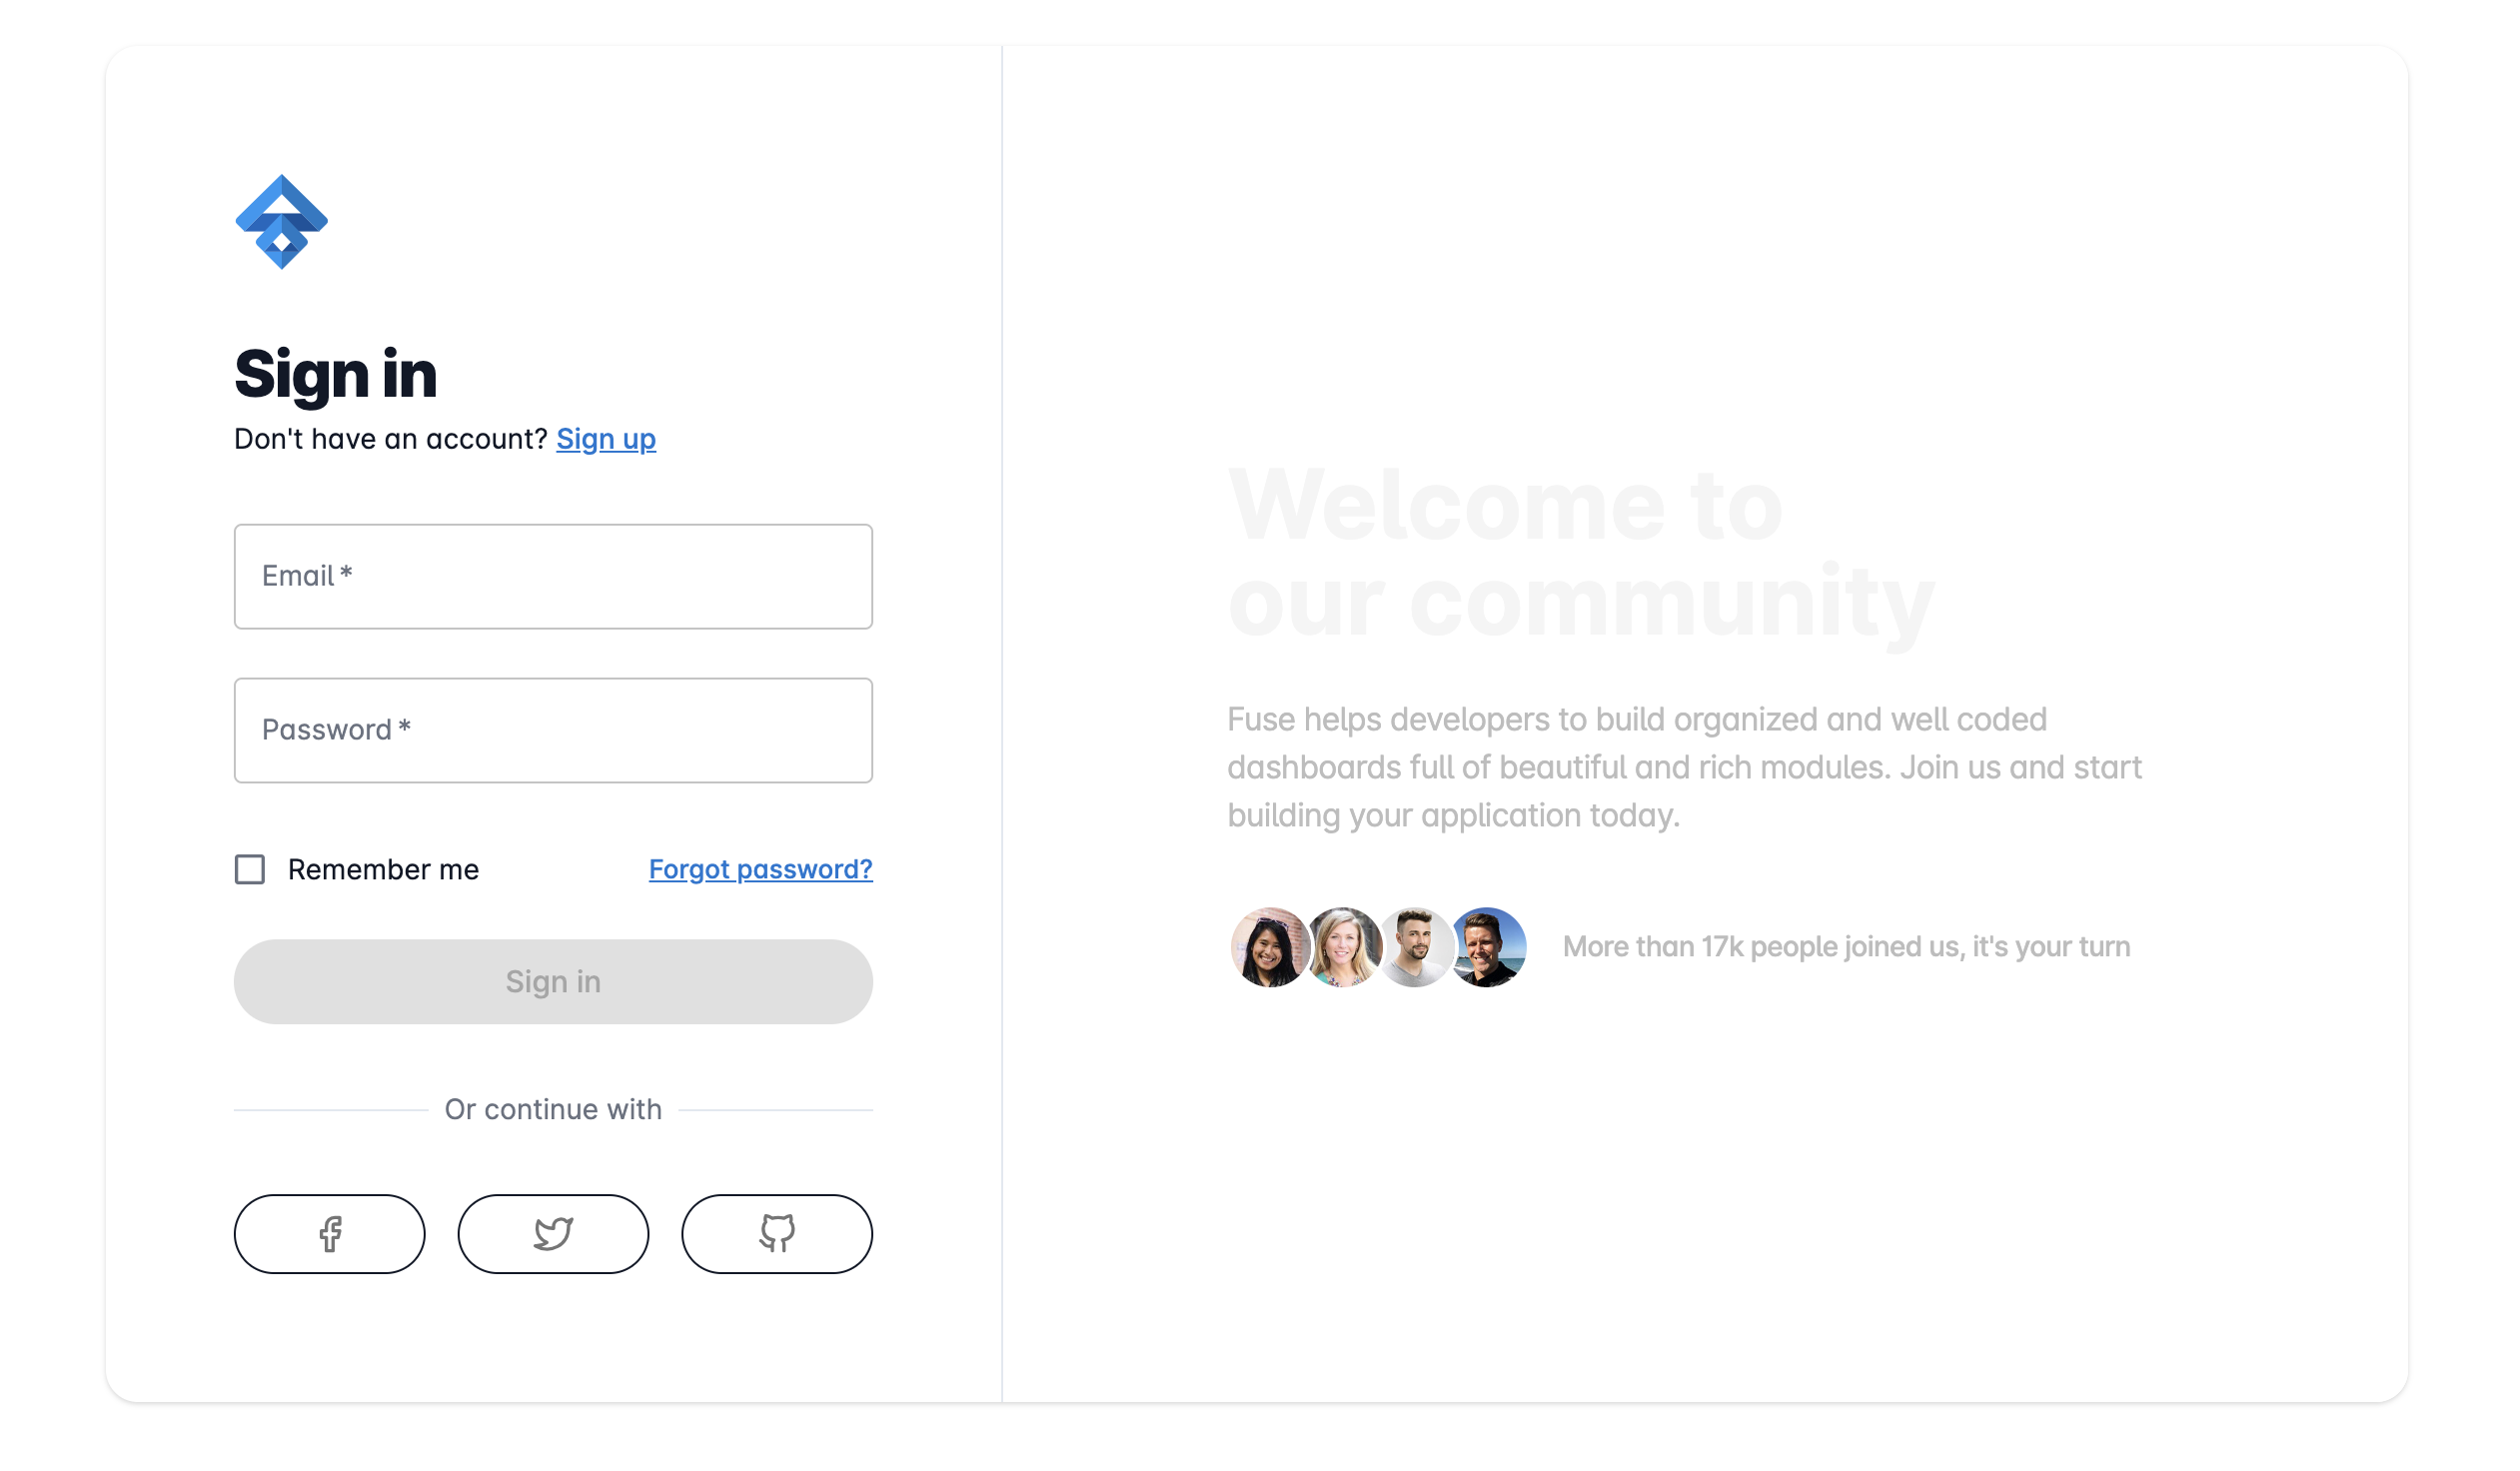 Sign in
Don't have an account? Sign up
Email *
Password *
Remember me
Forgot password?
Sign in
Or continue with
Welcome to
our community
Fuse helps developers to build organized and well coded
dashboards full of beautiful and rich modules. Join us and start
building your application today.
More than 17k people joined us, it's your turn